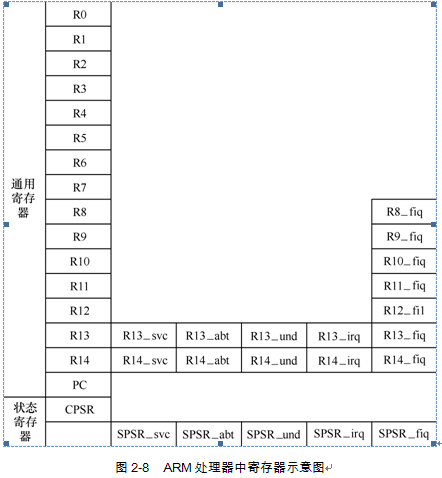 R0
R1
R2
R3
R4
R5
R6
R7
通用
寄存
器
R8 R8_fiq
R9 R9_fiq
R10 R10_fiq
R11 R11_fiq
R12 R12_fil
R13 R13_svc R13_abt R13_und R13_irq R13_fiq
R14 R14_svc R14_abt R14_und R14_irq R14_fiq
PC
状态
寄存
器
CPSR
SPSR_svc SPSR_abt SPSR_und SPSR_irq SPSR_fiq
图 2-8 ARM 处理器中寄存器示意图